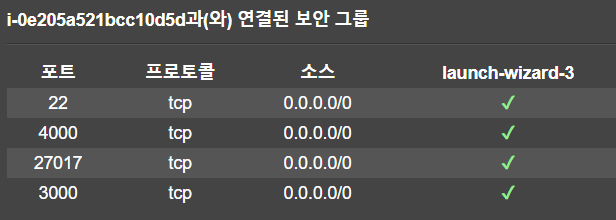 i-0e205a521bcc10d5d과(와) 연결된 보안 그룹
포트 프로토콜 소스 launch-wizard-3
22 tcp 0.0.0.0/0 ✓
4000 tcp 0.0.0.0/0 ✓
27017 tcp 0.0.0.0/0 ✓
3000 tcp 0.0.0.0/0 ✓